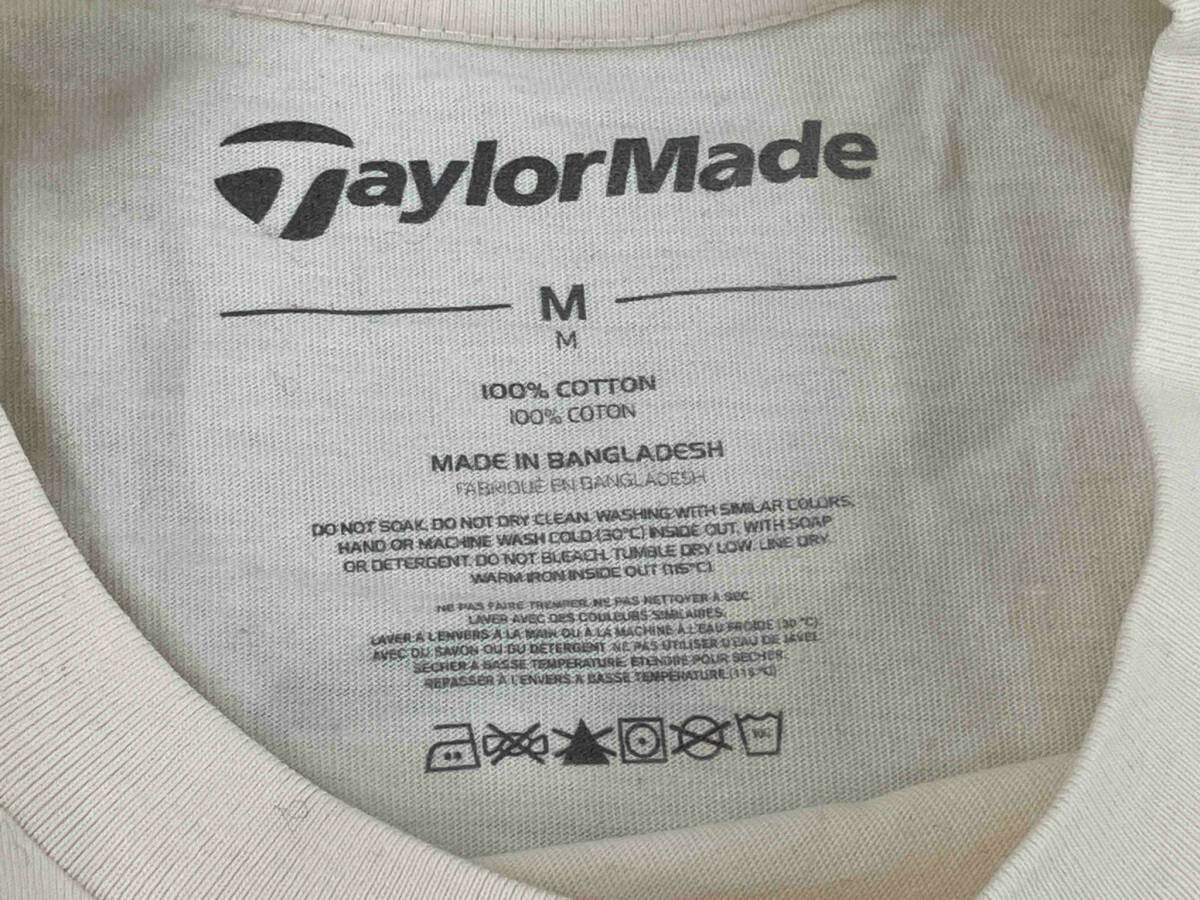 TaylorMade
M
M
100% COTTON
100% COTON
MADE IN BANGLADESH
FABRIQUÉ EN BANGLADESH
DO NOT SOAK. DO NOT DRY CLEAN. WASHING WITH SIMILAR COLORS.
HAND OR MACHINE WASH COLD (30°C) INSIDE OUT, WITH SOAP
OR DETERGENT. DO NOT BLEACH. TUMBLE DRY LOW. LINE DRY.
WARM IRON INSIDE OUT (115°C).
NE PAS FAIRE TREMPER. NE PAS NETTOYER À SEC.
LAVER AVEC DES COULEURS SIMILAIRES.
LAVER À L'ENVERS À LA MAIN OU À LA MACHINE À L'EAU FROIDE (30 °C)
AVEC DU SAVON OU DU DÉTERGENT. NE PAS UTILISER D'EAU DE JAVEL.
SÉCHER À BASSE TEMPÉRATURE. ÉTENDRE POUR SÉCHER.
REPASSER À L'ENVERS À BASSE TEMPÉRATURE (115 °C)